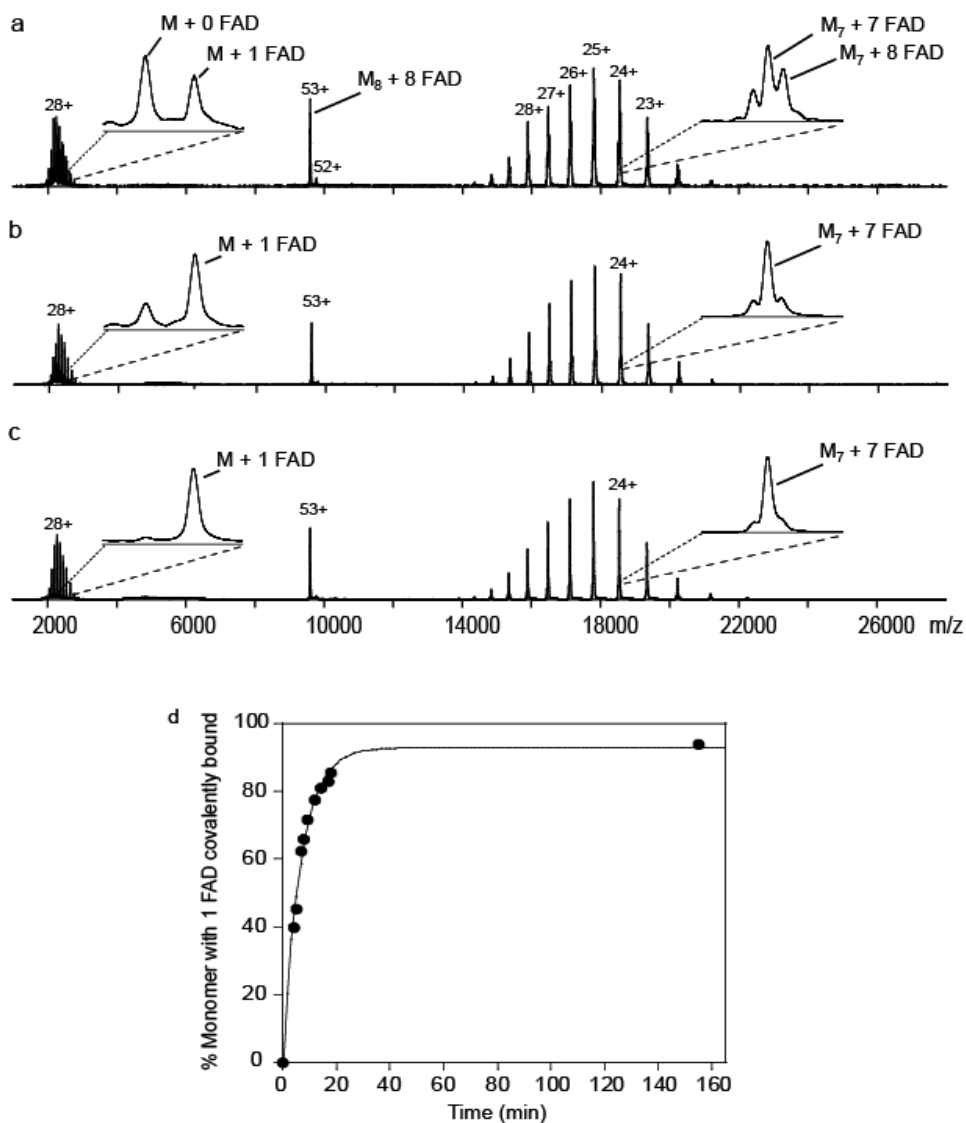 a
M + 0 FAD
M + 1 FAD
28+
53+
M₈ + 8 FAD
52+
28+
27+
26+
25+
24+
23+
M₇ + 7 FAD
M₇ + 8 FAD
b
M + 1 FAD
28+
53+
24+
M₇ + 7 FAD
c
M + 1 FAD
28+
53+
24+
M₇ + 7 FAD
2000 6000 10000 14000 18000 22000 26000 m/z
d
% Monomer with 1 FAD covalently bound
100
80
60
40
20
0
0 20 40 60 80 100 120 140 160
Time (min)